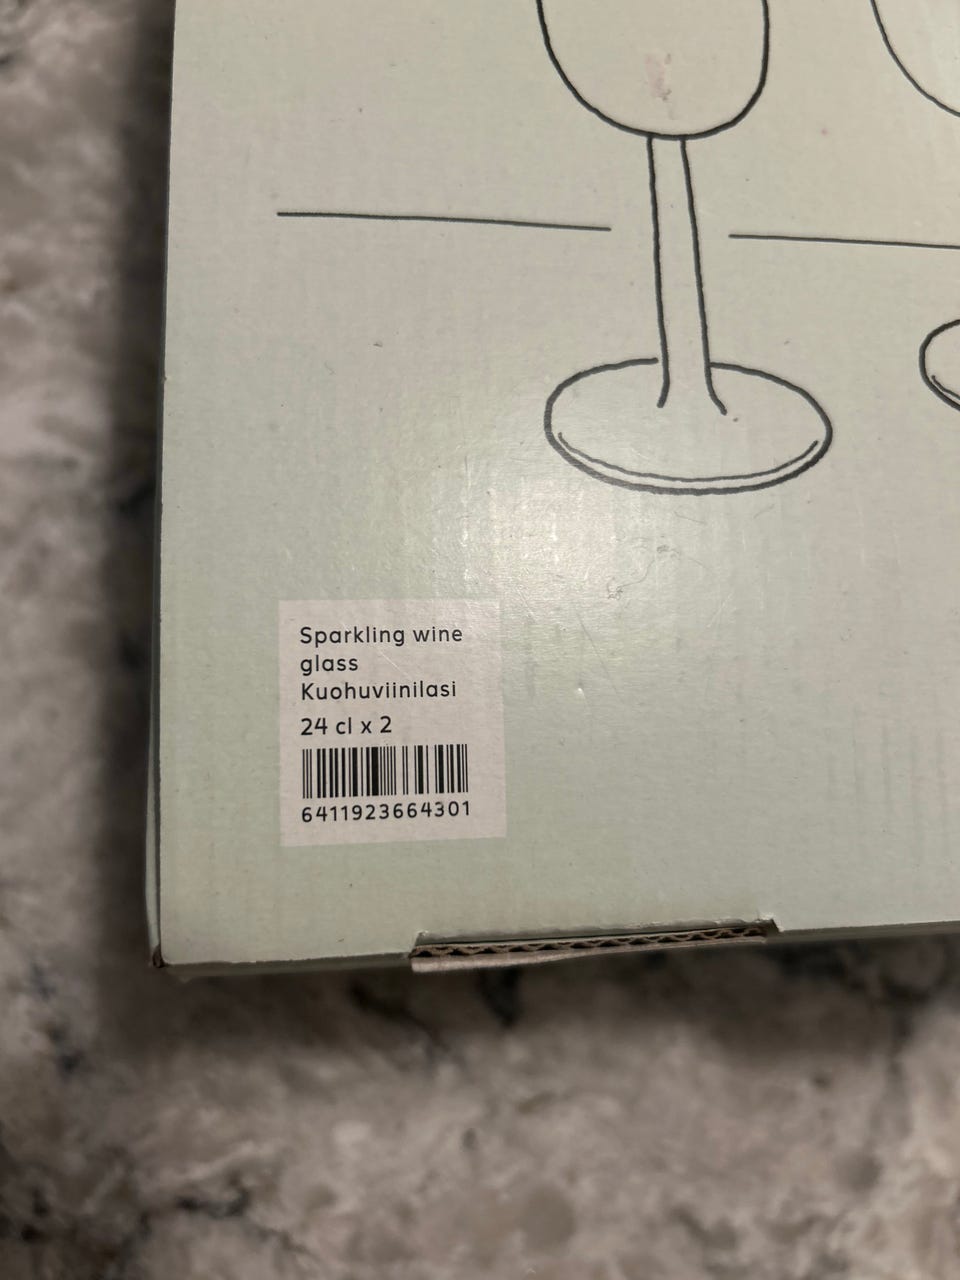 Sparkling wine
glass
Kuohuviinilasi
24 cl x 2
6411923664301